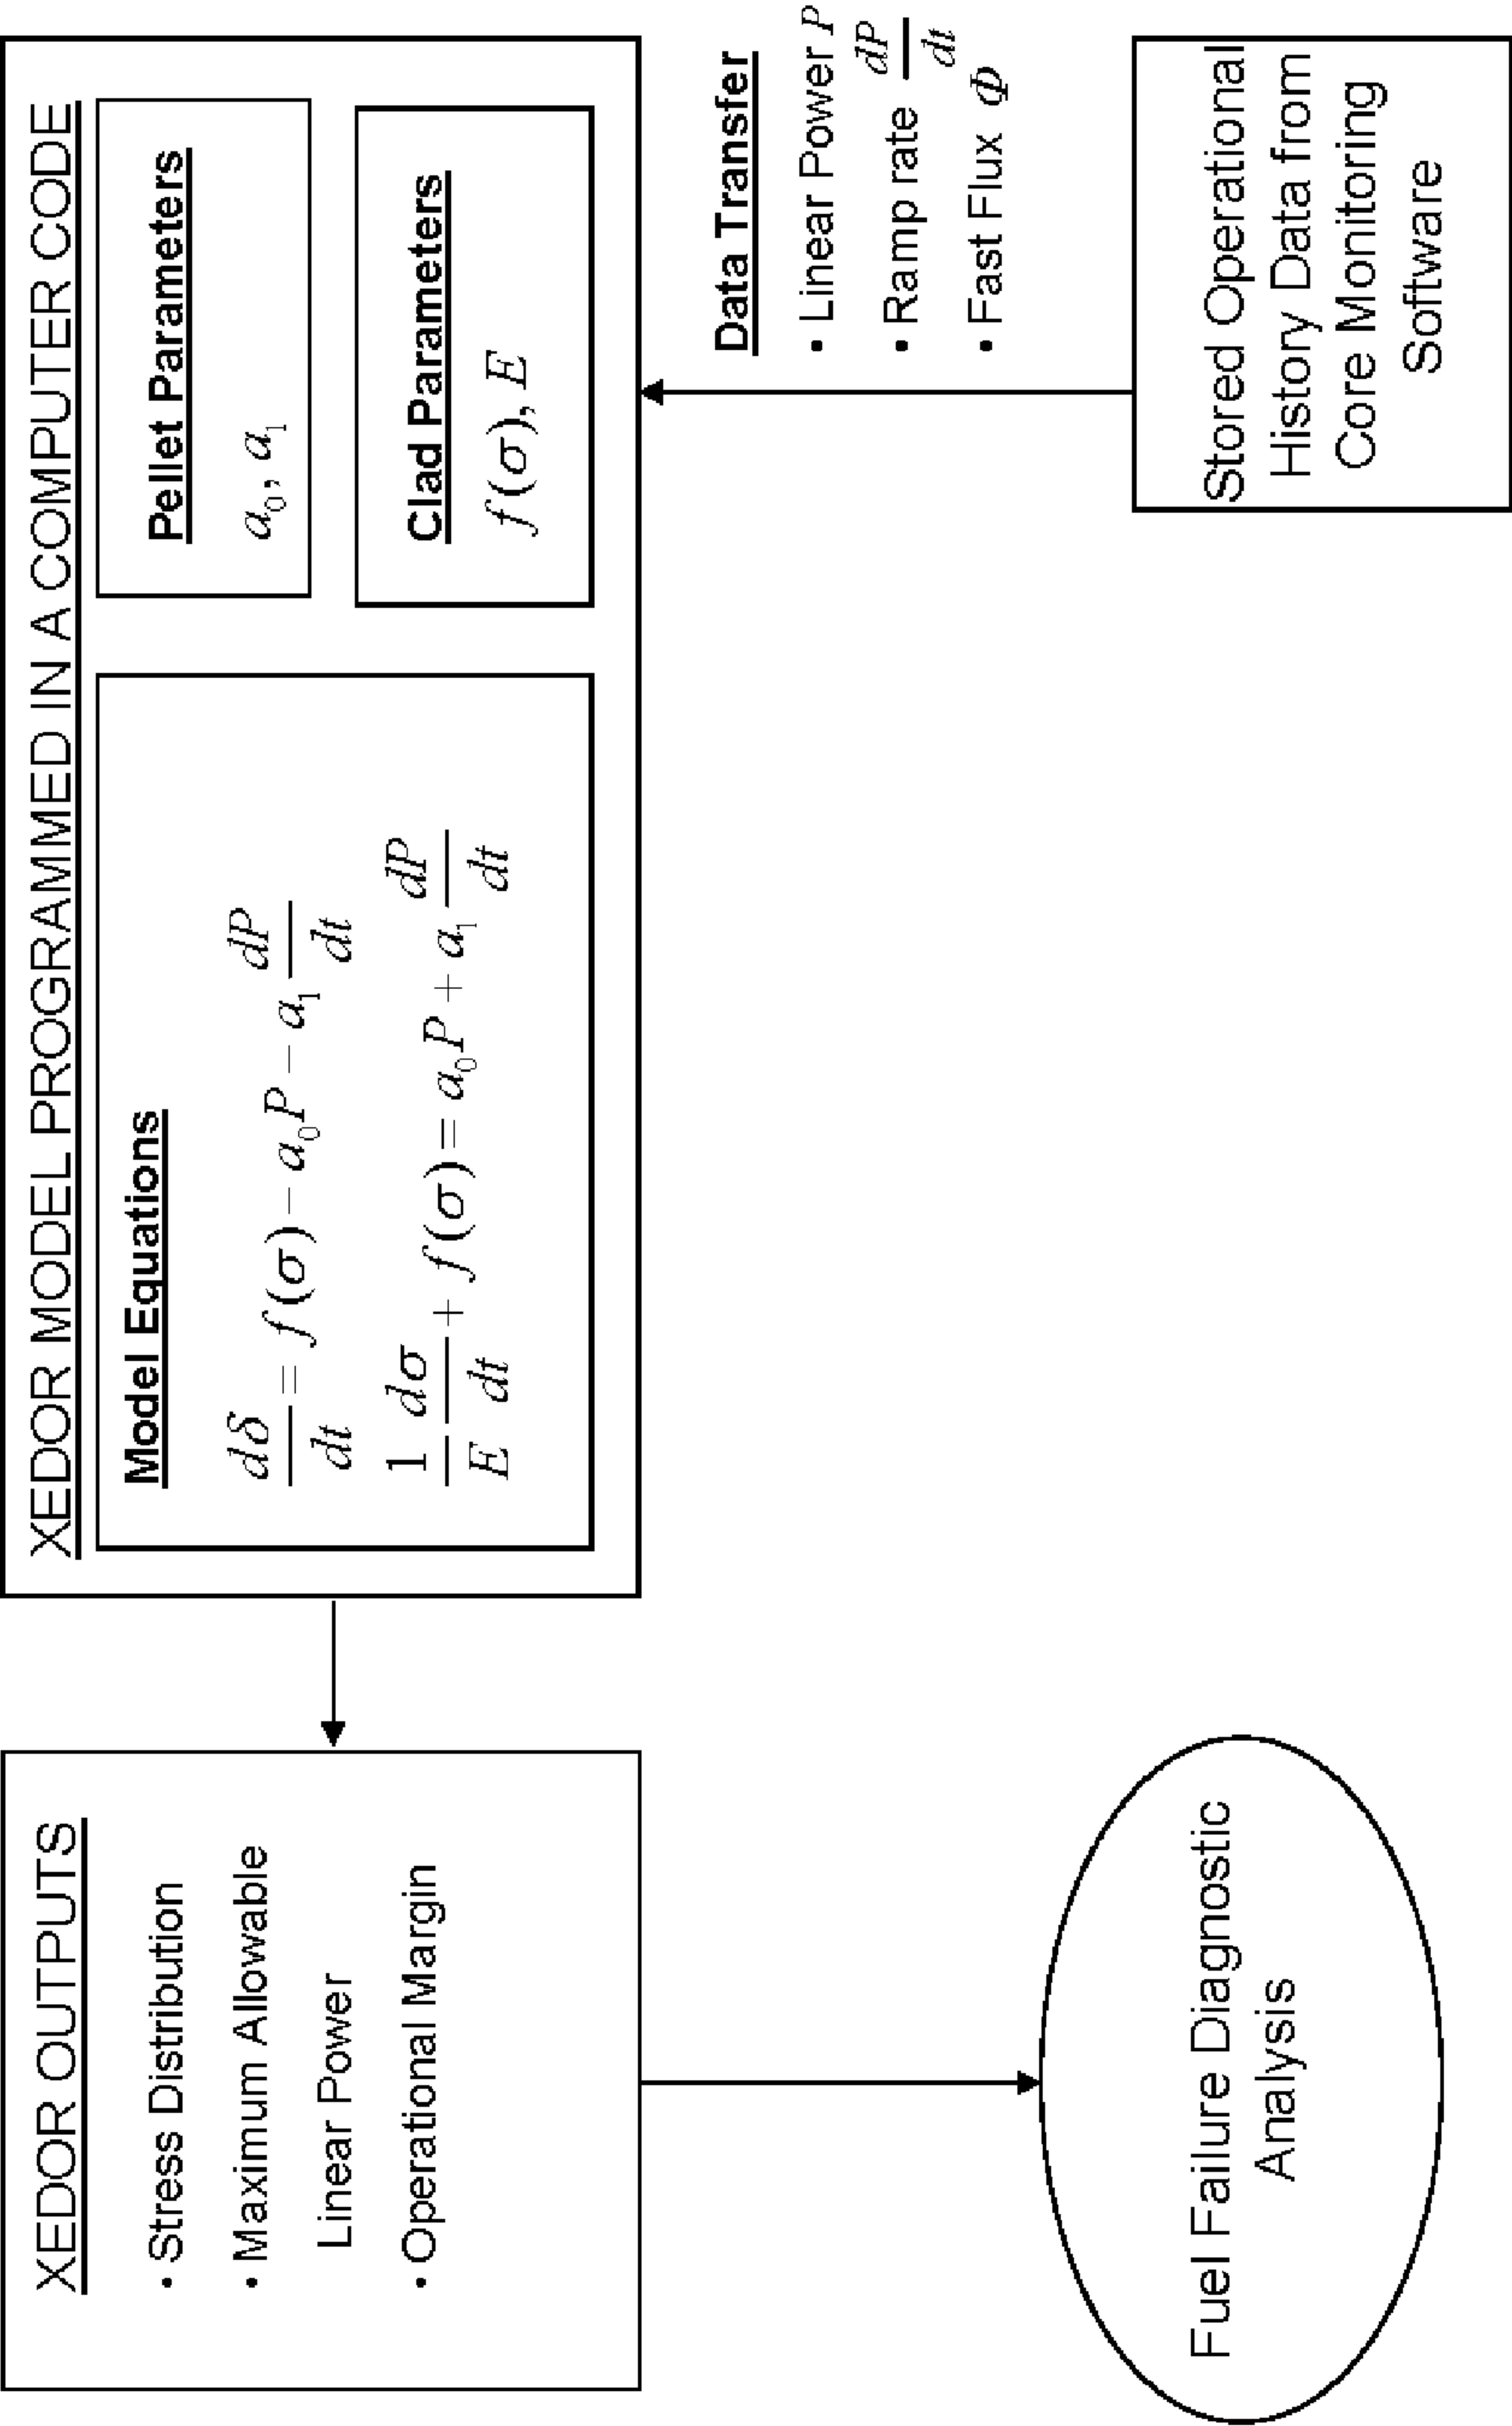 XEDOR OUTPUTS
• Stress Distribution
• Maximum Allowable
Linear Power
• Operational Margin
XEDOR MODEL PROGRAMMED IN A COMPUTER CODE
Model Equations
dδ/dt = f(σ) − a₀P − a₁ dP/dt
1/E dσ/dt + f(σ) = a₀P + a₁ dP/dt
Pellet Parameters
a₀, a₁
Clad Parameters
f(σ), E
Data Transfer
• Linear Power P
• Ramp rate dP/dt
• Fast Flux Φ
Fuel Failure Diagnostic
Analysis
Stored Operational
History Data from
Core Monitoring
Software